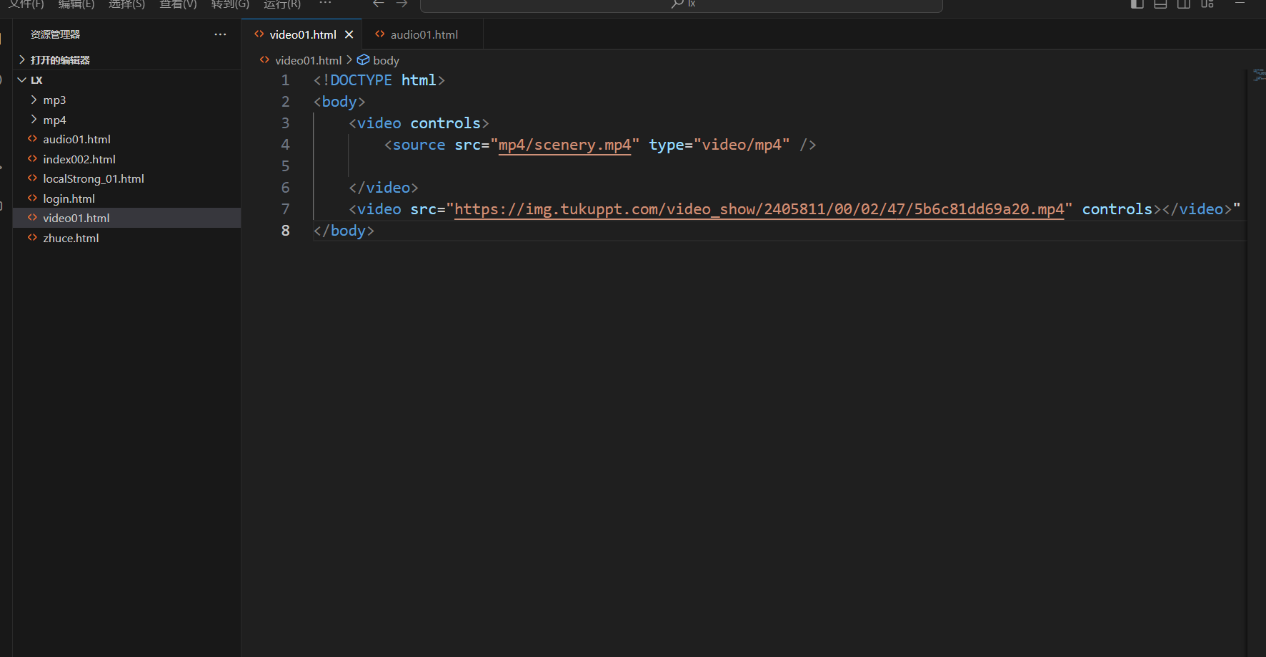 文件(F) 编辑(E) 选择(S) 查看(V) 转到(G) 运行(R) ··· lx
资源管理器 ···
打开的编辑器
LX
mp3
mp4
audio01.html
index002.html
localStrong_01.html
login.html
video01.html
zhuce.html
video01.html audio01.html
video01.html > body
1 <!DOCTYPE html>
2 <body>
3 <video controls>
4 <source src="mp4/scenery.mp4" type="video/mp4" />
5
6 </video>
7 <video src="https://img.tukuppt.com/video_show/2405811/00/02/47/5b6c81dd69a20.mp4" controls></video>"
8 </body>